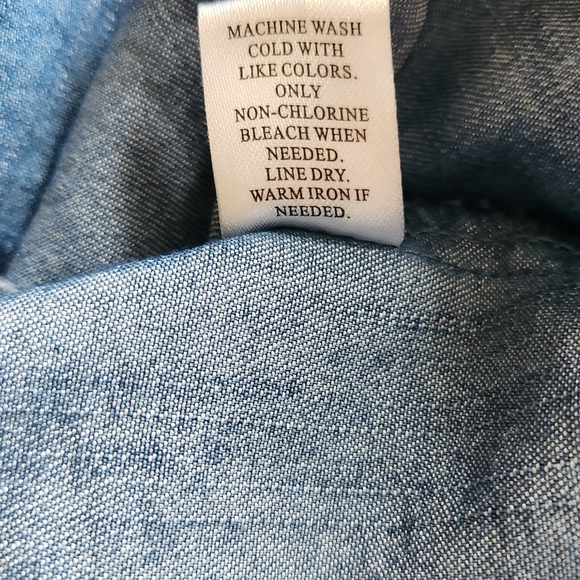 MACHINE WASH
COLD WITH
LIKE COLORS.
ONLY
NON-CHLORINE
BLEACH WHEN
NEEDED.
LINE DRY.
WARM IRON IF
NEEDED.